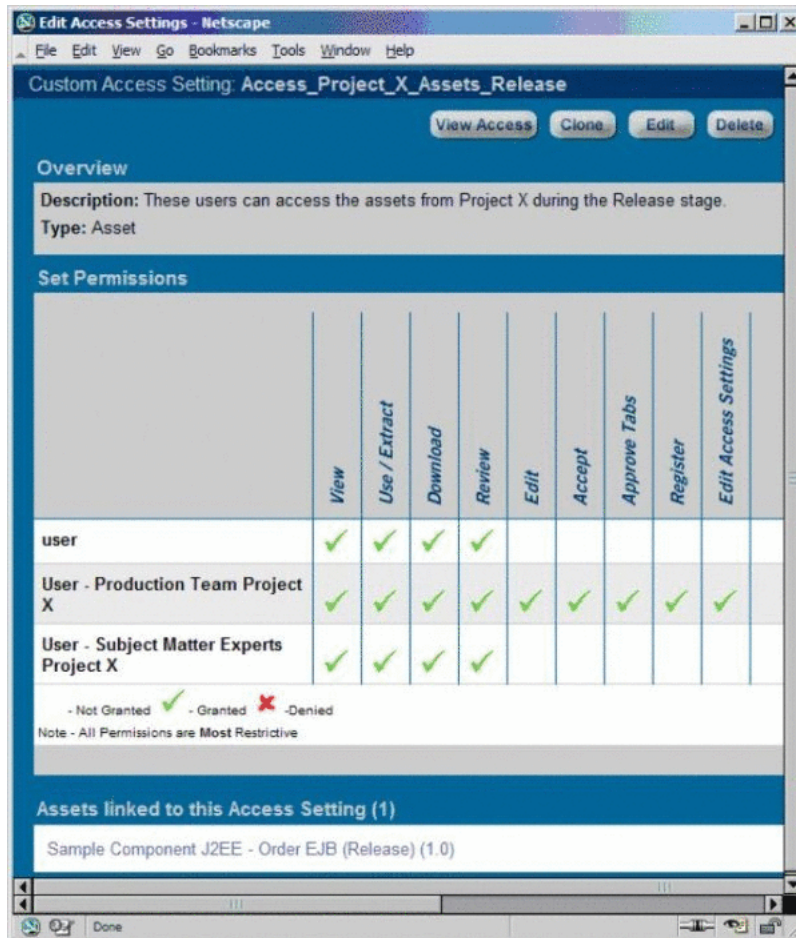 Edit Access Settings - Netscape
File Edit View Go Bookmarks Tools Window Help
Custom Access Setting: Access_Project_X_Assets_Release
View Access Clone Edit Delete
Overview
Description: These users can access the assets from Project X during the Release stage.
Type: Asset
Set Permissions
View
Use / Extract
Download
Review
Edit
Accept
Approve Tabs
Register
Edit Access Settings
user
User - Production Team Project
X
User - Subject Matter Experts
Project X
- Not Granted - Granted -Denied
Note - All Permissions are Most Restrictive
Assets linked to this Access Setting (1)
Sample Component J2EE - Order EJB (Release) (1.0)
Done